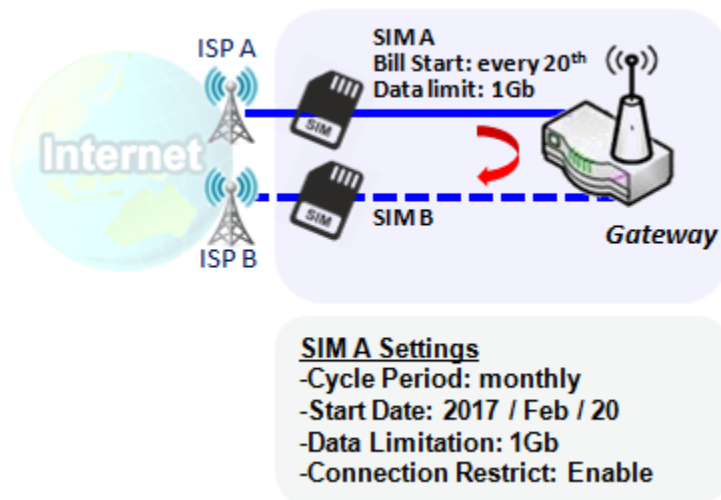 ISP A
SIM A
Bill Start: every 20th
Data limit: 1Gb
SIM
Internet
SIM
SIM B
Gateway
ISP B
SIM A Settings
-Cycle Period: monthly
-Start Date: 2017 / Feb / 20
-Data Limitation: 1Gb
-Connection Restrict: Enable